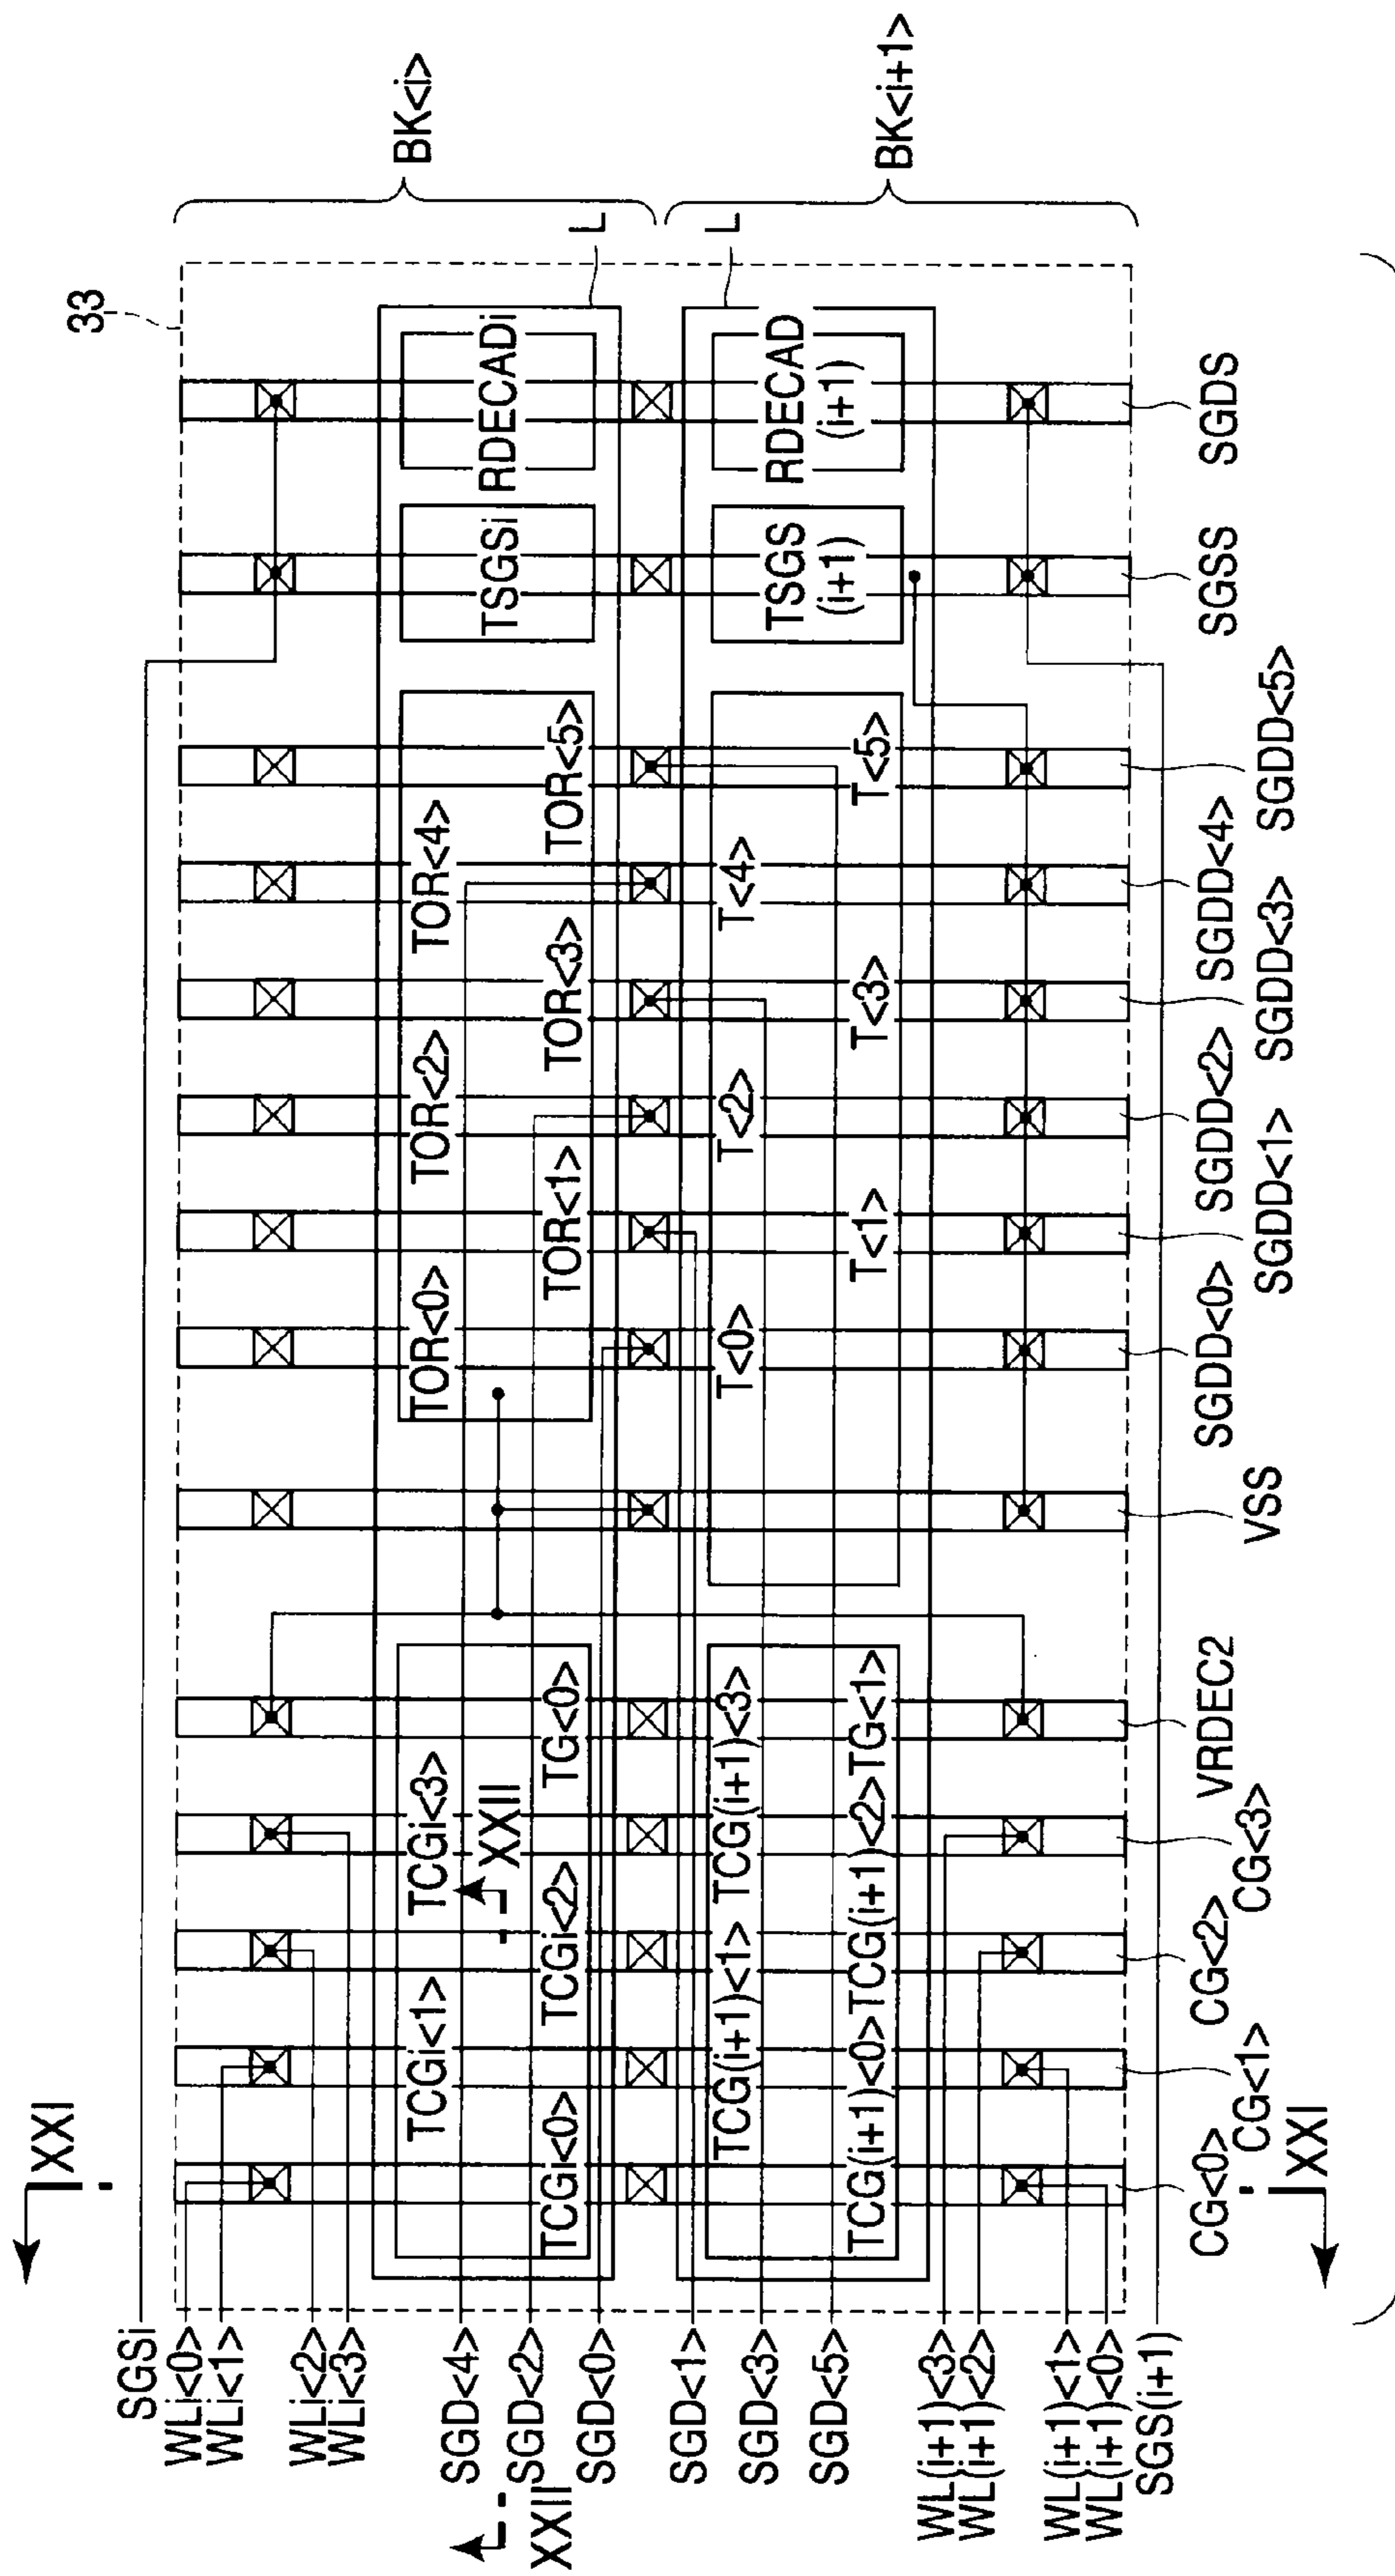 33
BK<i>
BK<i+1>
L
L
RDECADi
RDECAD
(i+1)
TSGSi
TSGS
(i+1)
TOR<0>
TOR<1>
TOR<2>
TOR<3>
TOR<4>
TOR<5>
T<0>
T<1>
T<2>
T<3>
T<4>
T<5>
TCGi<1>
TCGi<3>
TCGi<0>
TCGi<2>
TG<0>
TCG(i+1)<1>
TCG(i+1)<3>
TCG(i+1)<0>
TCG(i+1)<2>
TG<1>
XXI
XXI
XXII
XXII
SGSi
WLi<0>
WLi<1>
WLi<2>
WLi<3>
SGD<4>
SGD<2>
SGD<0>
SGD<1>
SGD<3>
SGD<5>
WL(i+1)<3>
WL(i+1)<2>
WL(i+1)<1>
WL(i+1)<0>
SGS(i+1)
CG<0>
CG<1>
CG<2>
CG<3>
VRDEC2
VSS
SGDD<0>
SGDD<1>
SGDD<2>
SGDD<3>
SGDD<4>
SGDD<5>
SGSS
SGDS